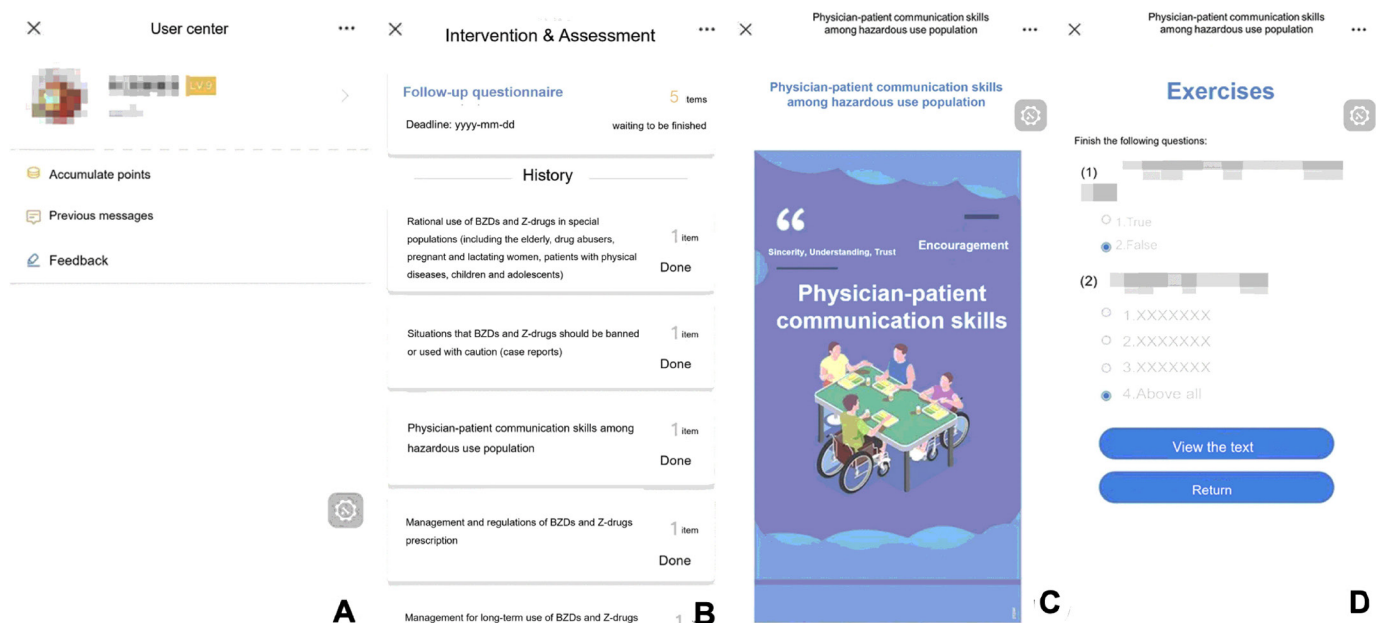 User center
LV.9
Accumulate points
Previous messages
Feedback
A
Intervention & Assessment
Follow-up questionnaire
5 tems
Deadline: yyyy-mm-dd
waiting to be finished
History
Rational use of BZDs and Z-drugs in special
populations (including the elderly, drug abusers,
pregnant and lactating women, patients with physical
diseases, children and adolescents)
1 item
Done
Situations that BZDs and Z-drugs should be banned
or used with caution (case reports)
1 item
Done
Physician-patient communication skills among
hazardous use population
1 item
Done
Management and regulations of BZDs and Z-drugs
prescription
1 item
Done
Management for long-term use of BZDs and Z-drugs
1
B
Physician-patient communication skills
among hazardous use population
Physician-patient communication skills
among hazardous use population
“
Sincerity, Understanding, Trust
Encouragement
Physician-patient
communication skills
C
Physician-patient communication skills
among hazardous use population
Exercises
Finish the following questions:
(1)
1.True
2.False
(2)
1.XXXXXXX
2.XXXXXXX
3.XXXXXXX
4.Above all
View the text
Return
D